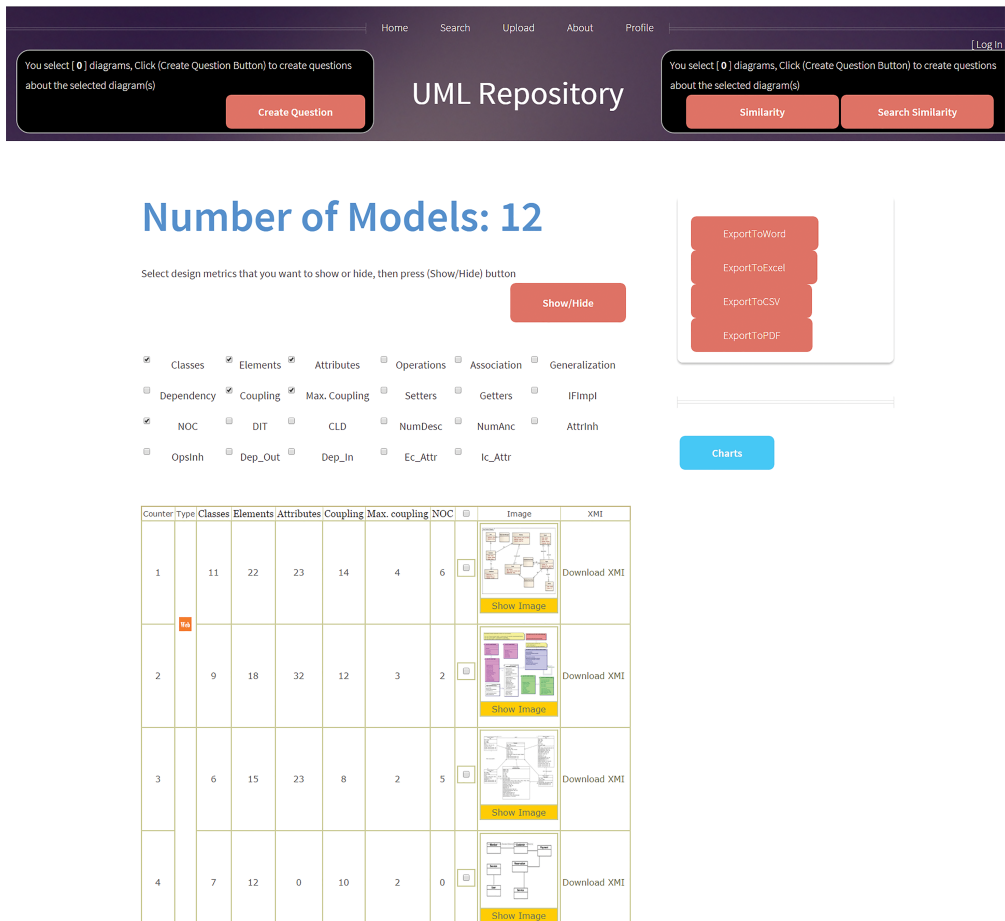 Home Search Upload About Profile
[ Log In
You select [ 0 ] diagrams, Click (Create Question Button) to create questions
about the selected diagram(s)
Create Question
UML Repository
You select [ 0 ] diagrams, Click (Create Question Button) to create questions
about the selected diagram(s)
Similarity Search Similarity
Number of Models: 12
Select design metrics that you want to show or hide, then press (Show/Hide) button
Show/Hide
ExportToWord
ExportToExcel
ExportToCSV
ExportToPDF
Charts
Classes Elements Attributes Operations Association Generalization
Dependency Coupling Max. Coupling Setters Getters IFImpl
NOC DIT CLD NumDesc NumAnc AttrInh
OpsInh Dep_Out Dep_In Ec_Attr Ic_Attr
Counter Type Classes Elements Attributes Coupling Max. coupling NOC Image XMI
1 11 22 23 14 4 6 Download XMI
Show Image
Web
2 9 18 32 12 3 2 Download XMI
Show Image
3 6 15 23 8 2 5 Download XMI
Show Image
4 7 12 0 10 2 0 Download XMI
Show Image